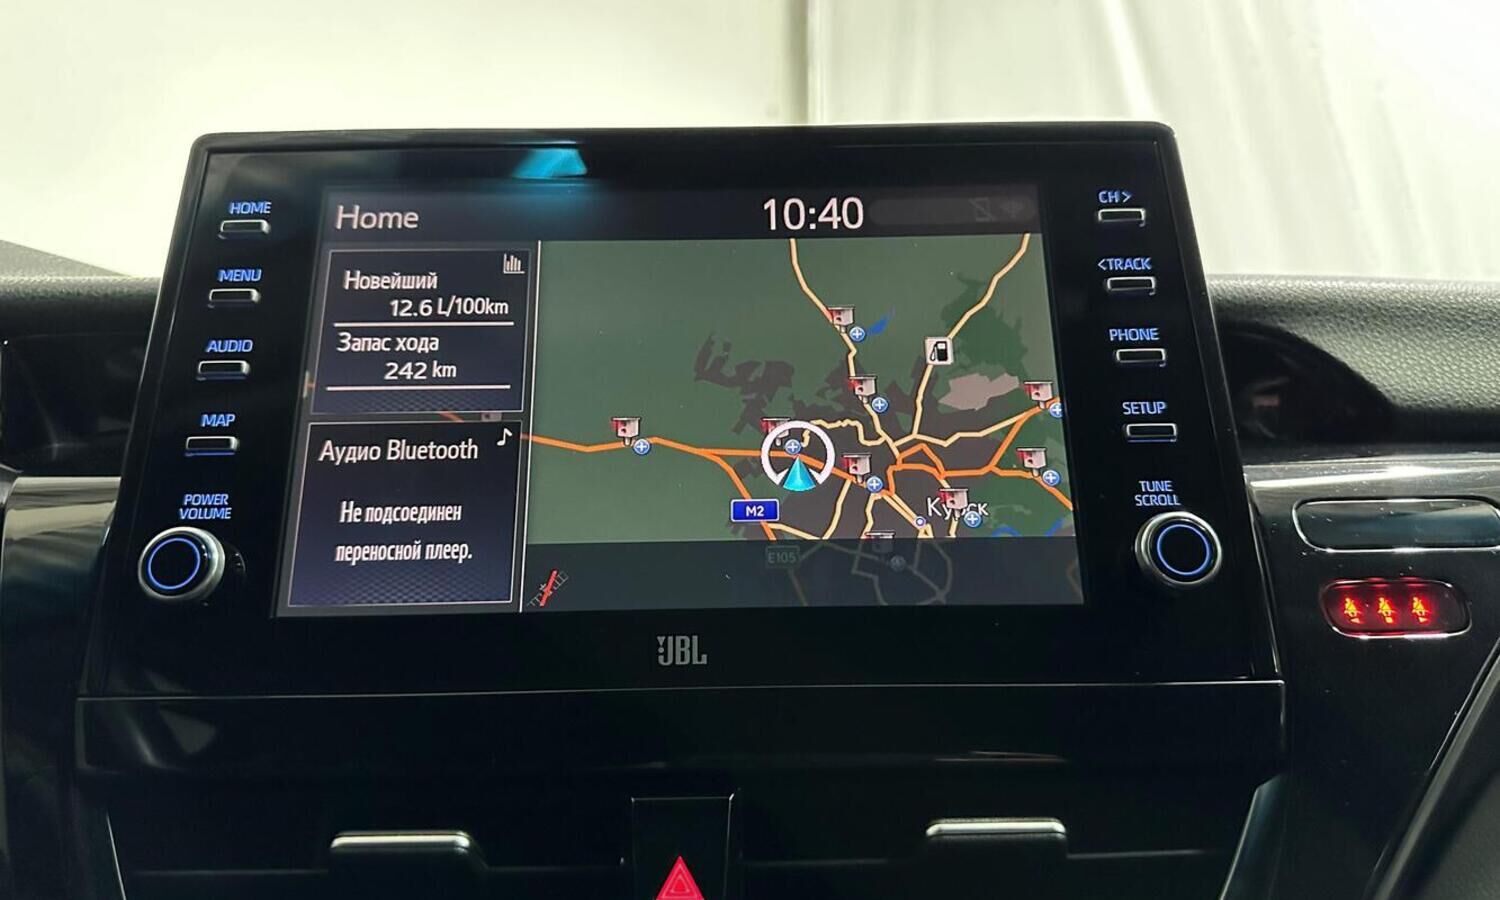 HOME
MENU
AUDIO
MAP
POWER
VOLUME
Home
10:40
Новейший
12.6 L/100km
Запас хода
242 km
Аудио Bluetooth
Не подсоединен
переносной плеер.
M2
E105
JBL
CH >
< TRACK
PHONE
SETUP
TUNE
SCROLL